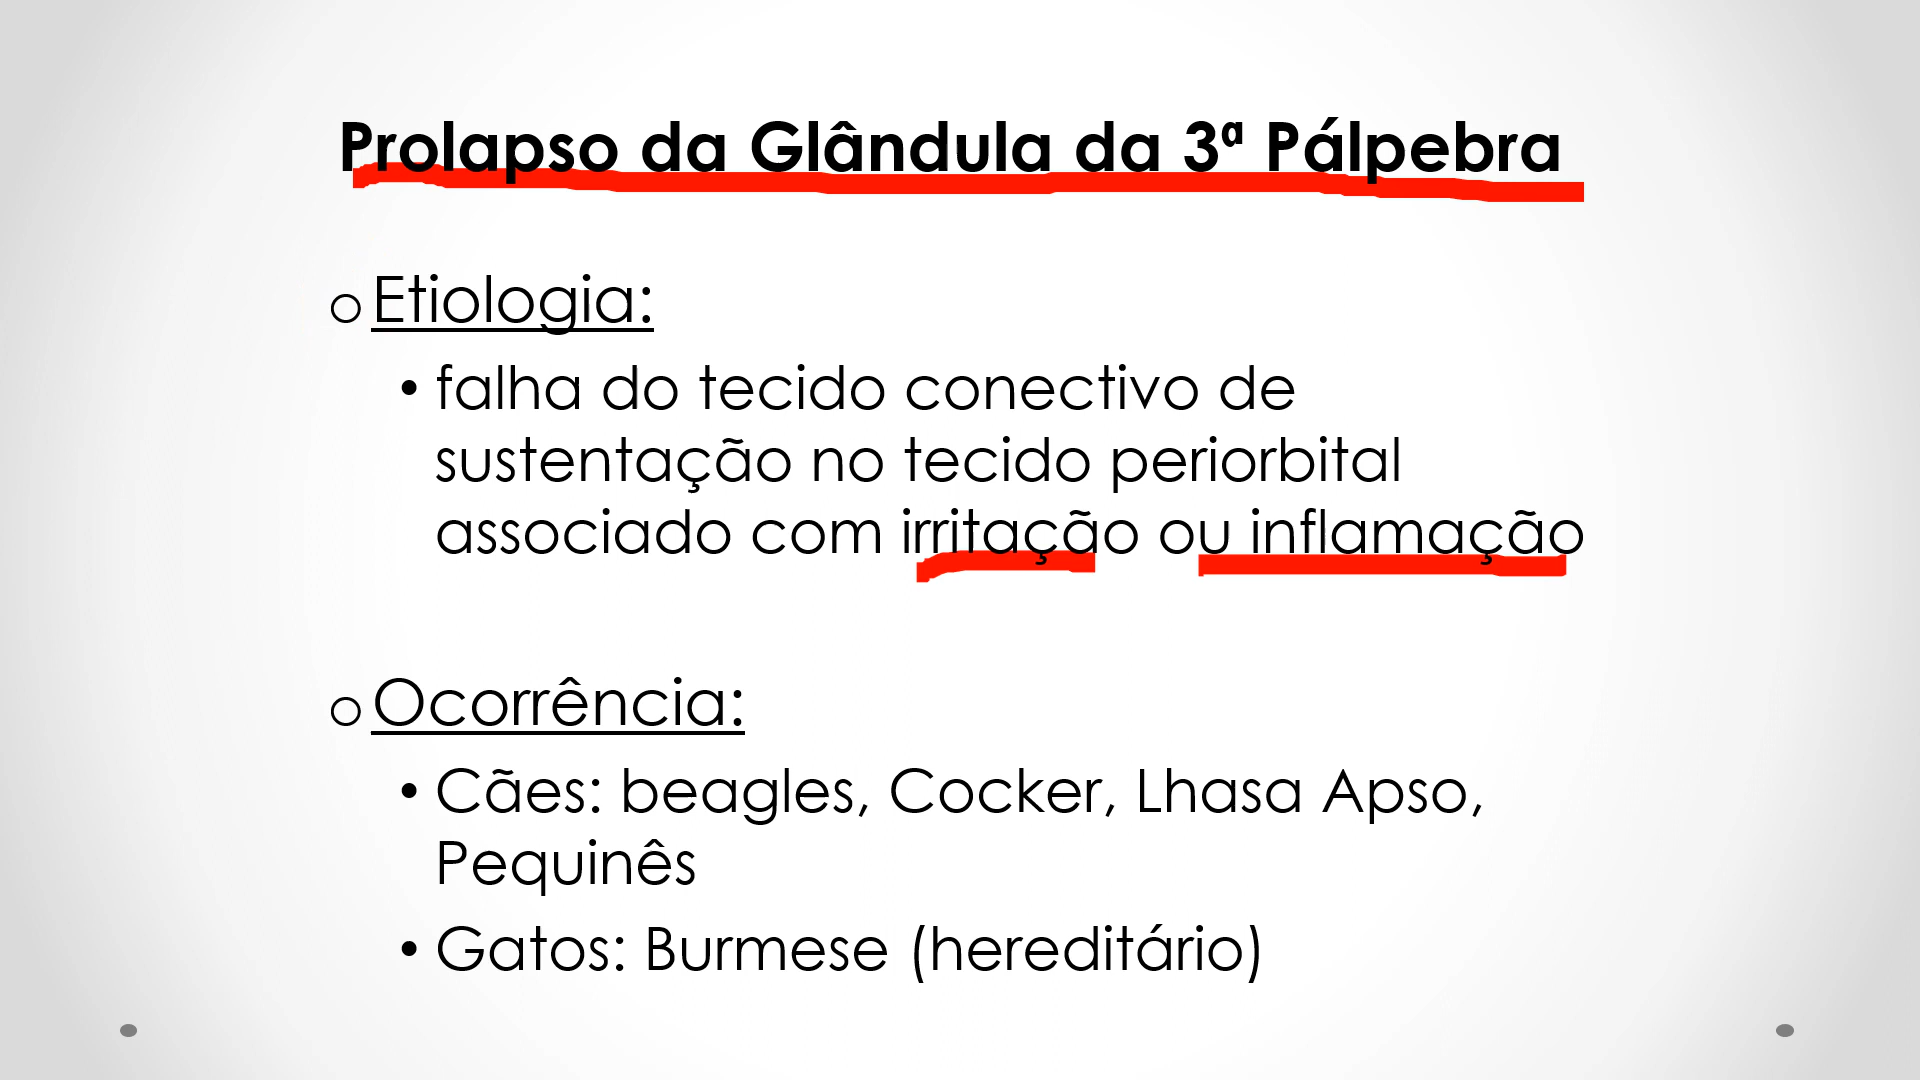 Prolapso da Glândula da 3ª Pálpebra
o Etiologia:
• falha do tecido conectivo de
sustentação no tecido periorbital
associado com irritação ou inflamação
o Ocorrência:
• Cães: beagles, Cocker, Lhasa Apso,
Pequinês
• Gatos: Burmese (hereditário)